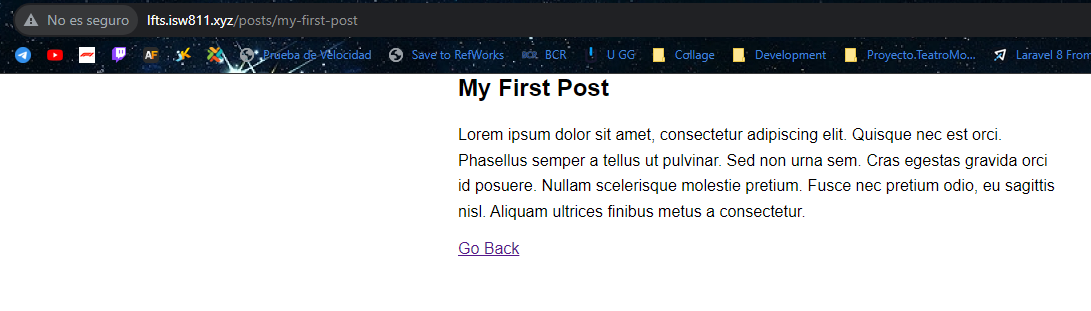 No es seguro lfts.isw811.xyz/posts/my-first-post
AF Prueba de Velocidad Save to RefWorks BCR BCR U GG Collage Development Proyecto.TeatroMo... Laravel 8 From
My First Post
Lorem ipsum dolor sit amet, consectetur adipiscing elit. Quisque nec est orci.
Phasellus semper a tellus ut pulvinar. Sed non urna sem. Cras egestas gravida orci
id posuere. Nullam scelerisque molestie pretium. Fusce nec pretium odio, eu sagittis
nisl. Aliquam ultrices finibus metus a consectetur.
Go Back